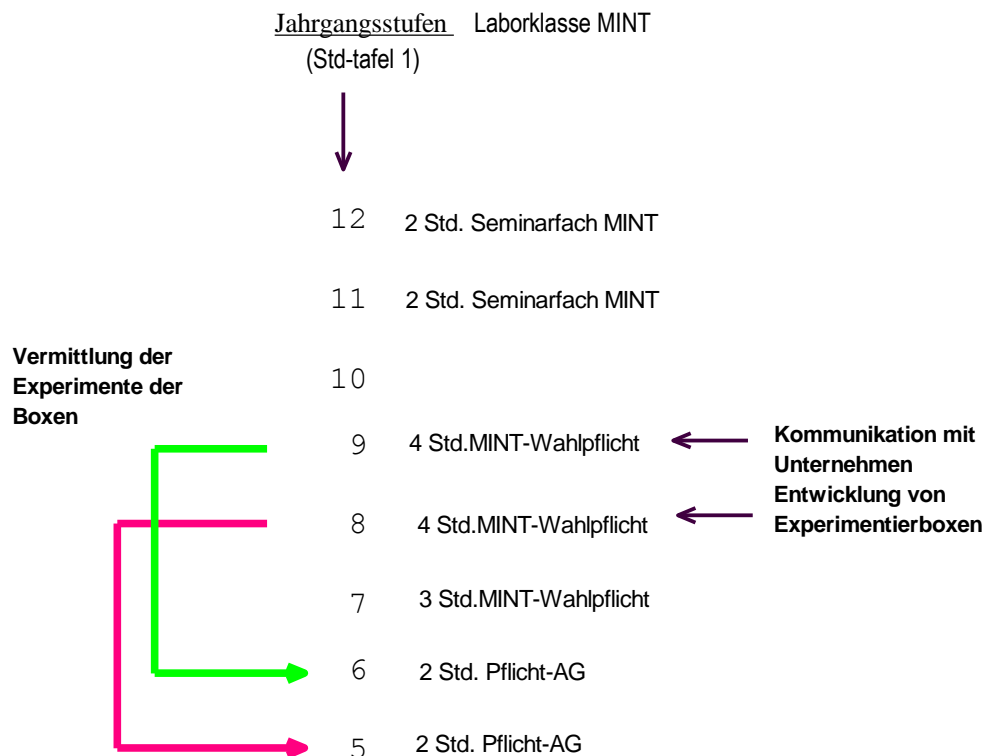 Jahrgangsstufen Laborklasse MINT
(Std-tafel 1)
12 2 Std. Seminarfach MINT
11 2 Std. Seminarfach MINT
Vermittlung der
Experimente der
Boxen
10
9 4 Std.MINT-Wahlpflicht
Kommunikation mit
Unternehmen
Entwicklung von
Experimentierboxen
8 4 Std.MINT-Wahlpflicht
7 3 Std.MINT-Wahlpflicht
6 2 Std. Pflicht-AG
5 2 Std. Pflicht-AG